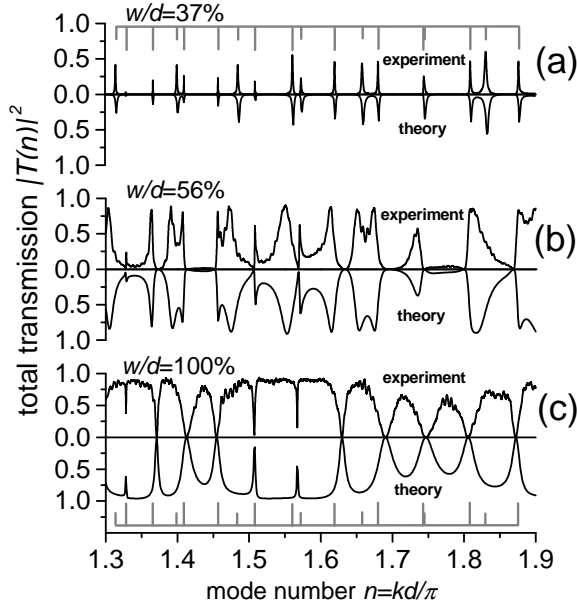 w/d=37%
1.0
0.5
0.0
0.5
1.0
experiment
theory
(a)
w/d=56%
1.0
0.5
0.0
0.5
1.0
experiment
theory
(b)
w/d=100%
1.0
0.5
0.0
0.5
1.0
experiment
theory
(c)
total transmission |T(n)|²
1.3 1.4 1.5 1.6 1.7 1.8 1.9
mode number n=kd/π